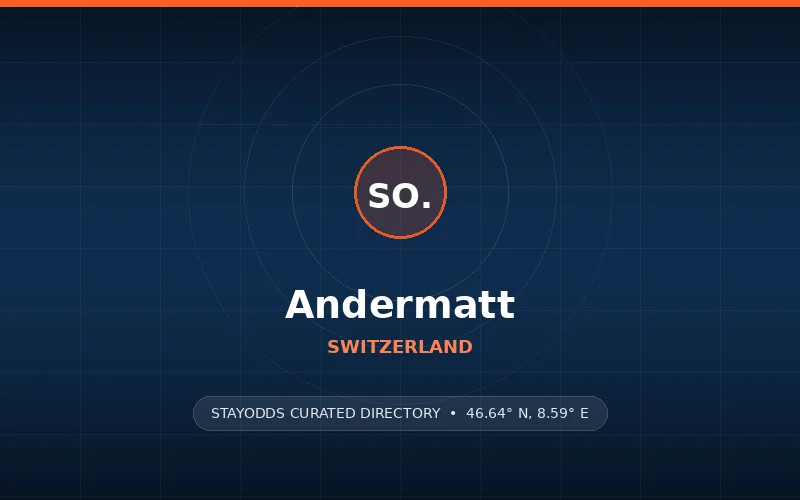 SO.
Andermatt
SWITZERLAND
STAYODDS CURATED DIRECTORY • 46.64° N, 8.59° E